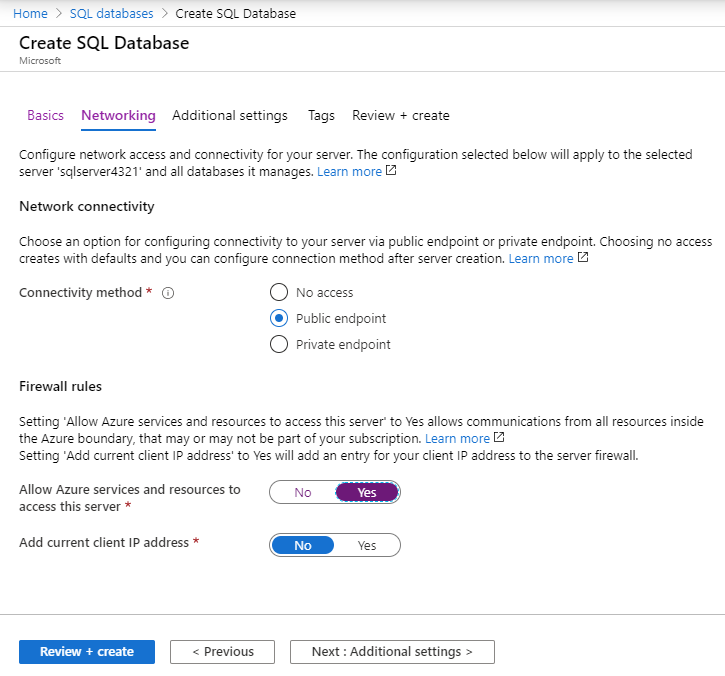 Home > SQL databases > Create SQL Database
Create SQL Database
Microsoft
Basics Networking Additional settings Tags Review + create
Configure network access and connectivity for your server. The configuration selected below will apply to the selected
server 'sqlserver4321' and all databases it manages. Learn more
Network connectivity
Choose an option for configuring connectivity to your server via public endpoint or private endpoint. Choosing no access
creates with defaults and you can configure connection method after server creation. Learn more
Connectivity method *
No access
Public endpoint
Private endpoint
Firewall rules
Setting 'Allow Azure services and resources to access this server' to Yes allows communications from all resources inside
the Azure boundary, that may or may not be part of your subscription. Learn more
Setting 'Add current client IP address' to Yes will add an entry for your client IP address to the server firewall.
Allow Azure services and resources to
access this server *
No Yes
Add current client IP address *
No Yes
Review + create
< Previous
Next : Additional settings >